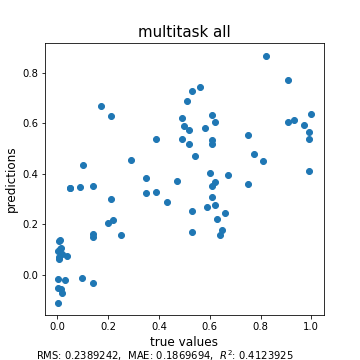 multitask all
predictions
0.8
0.6
0.4
0.2
0.0
0.0 0.2 0.4 0.6 0.8 1.0
true values
RMS: 0.2389242, MAE: 0.1869694, R²: 0.4123925